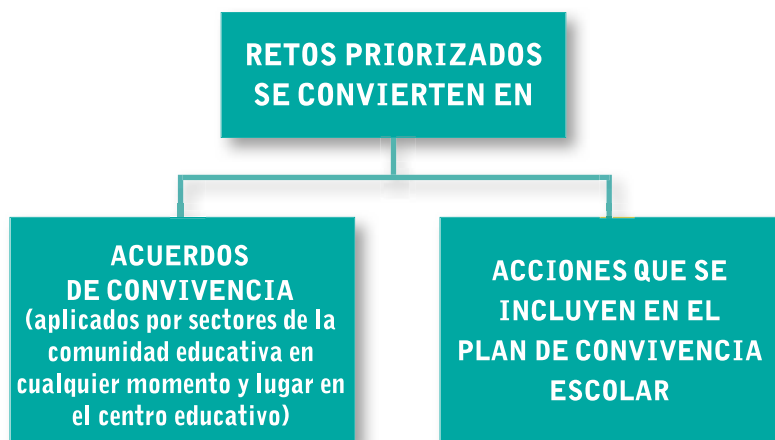 RETOS PRIORIZADOS
SE CONVIERTEN EN
ACUERDOS
DE CONVIVENCIA
(aplicados por sectores de la
comunidad educativa en
cualquier momento y lugar en
el centro educativo)
ACCIONES QUE SE
INCLUYEN EN EL
PLAN DE CONVIVENCIA
ESCOLAR